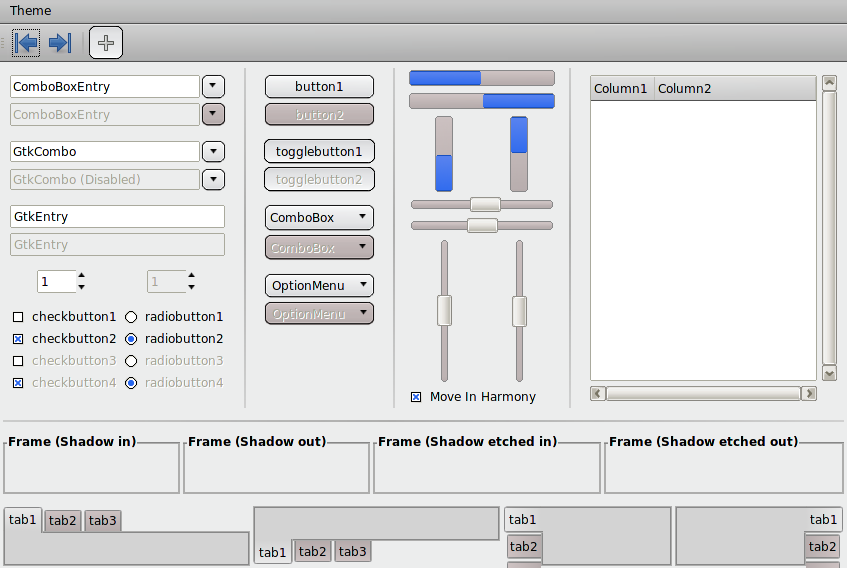 Theme
ComboBoxEntry
ComboBoxEntry
GtkCombo
GtkCombo (Disabled)
GtkEntry
GtkEntry
1 1
checkbutton1 radiobutton1
checkbutton2 radiobutton2
checkbutton3 radiobutton3
checkbutton4 radiobutton4
button1
button2
togglebutton1
togglebutton2
ComboBox
ComboBox
OptionMenu
OptionMenu
Move In Harmony
Column1 Column2
Frame (Shadow in) Frame (Shadow out) Frame (Shadow etched in) Frame (Shadow etched out)
tab1 tab2 tab3
tab1 tab2 tab3
tab1
tab2
tab1
tab2